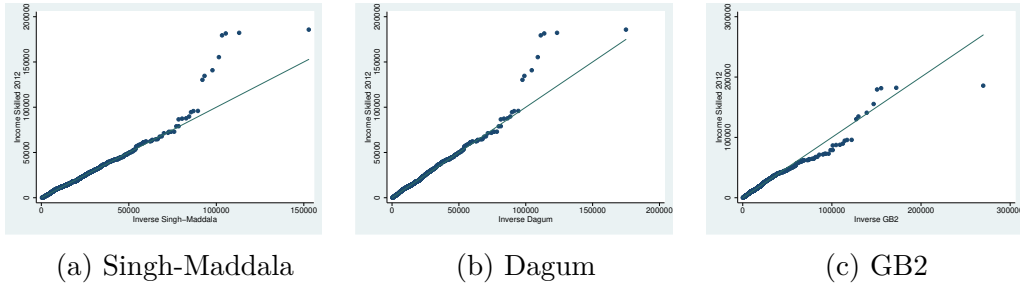 Income Skilled 2012
0 50000 100000 150000 200000
0 50000 100000 150000
Inverse Singh−Maddala
(a) Singh-Maddala
Income Skilled 2012
0 50000 100000 150000 200000
0 50000 100000 150000 200000
Inverse Dagum
(b) Dagum
Income Skilled 2012
0 100000 200000 300000
0 100000 200000 300000
Inverse GB2
(c) GB2